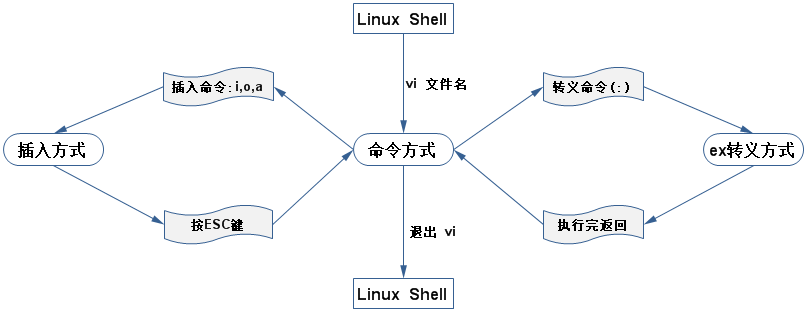 Linux Shell
vi 文件名
插入命令:i,o,a
转义命令(:)
插入方式
命令方式
ex转义方式
按ESC键
执行完返回
退出 vi
Linux Shell